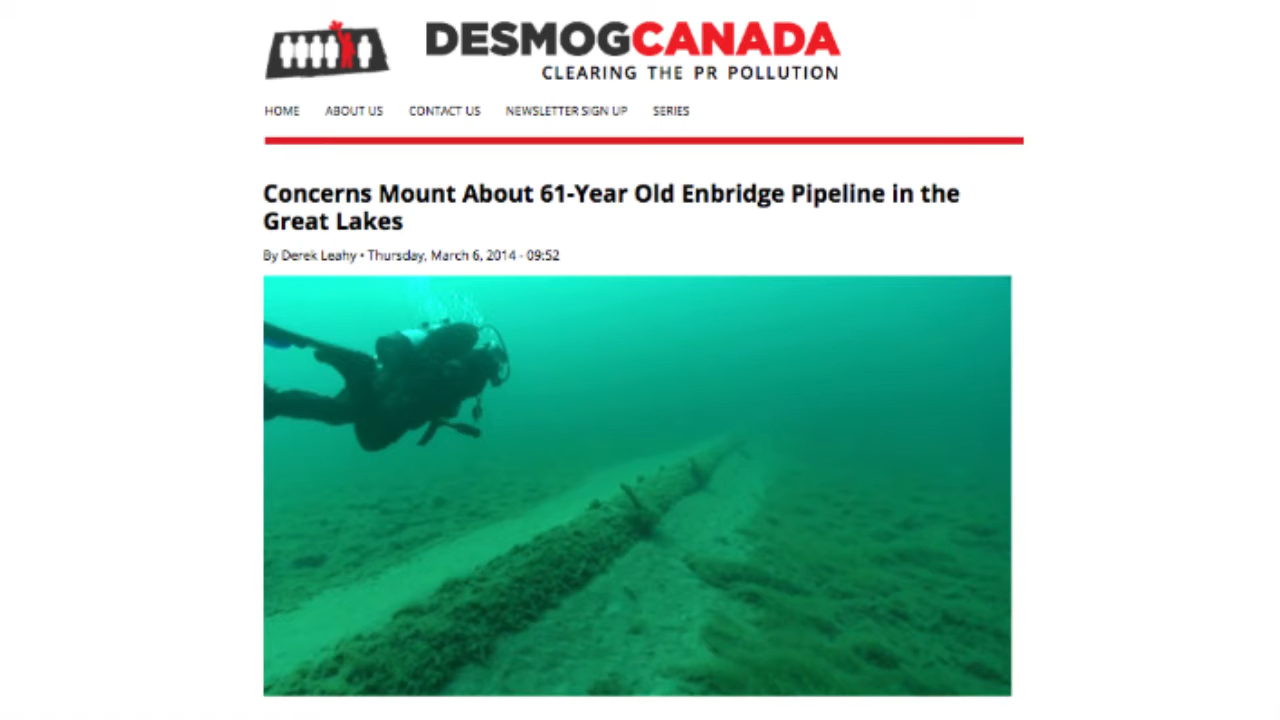 DESMOGCANADA
CLEARING THE PR POLLUTION
HOME ABOUT US CONTACT US NEWSLETTER SIGN UP SERIES
Concerns Mount About 61-Year Old Enbridge Pipeline in the
Great Lakes
By Derek Leahy • Thursday, March 6, 2014 - 09:52